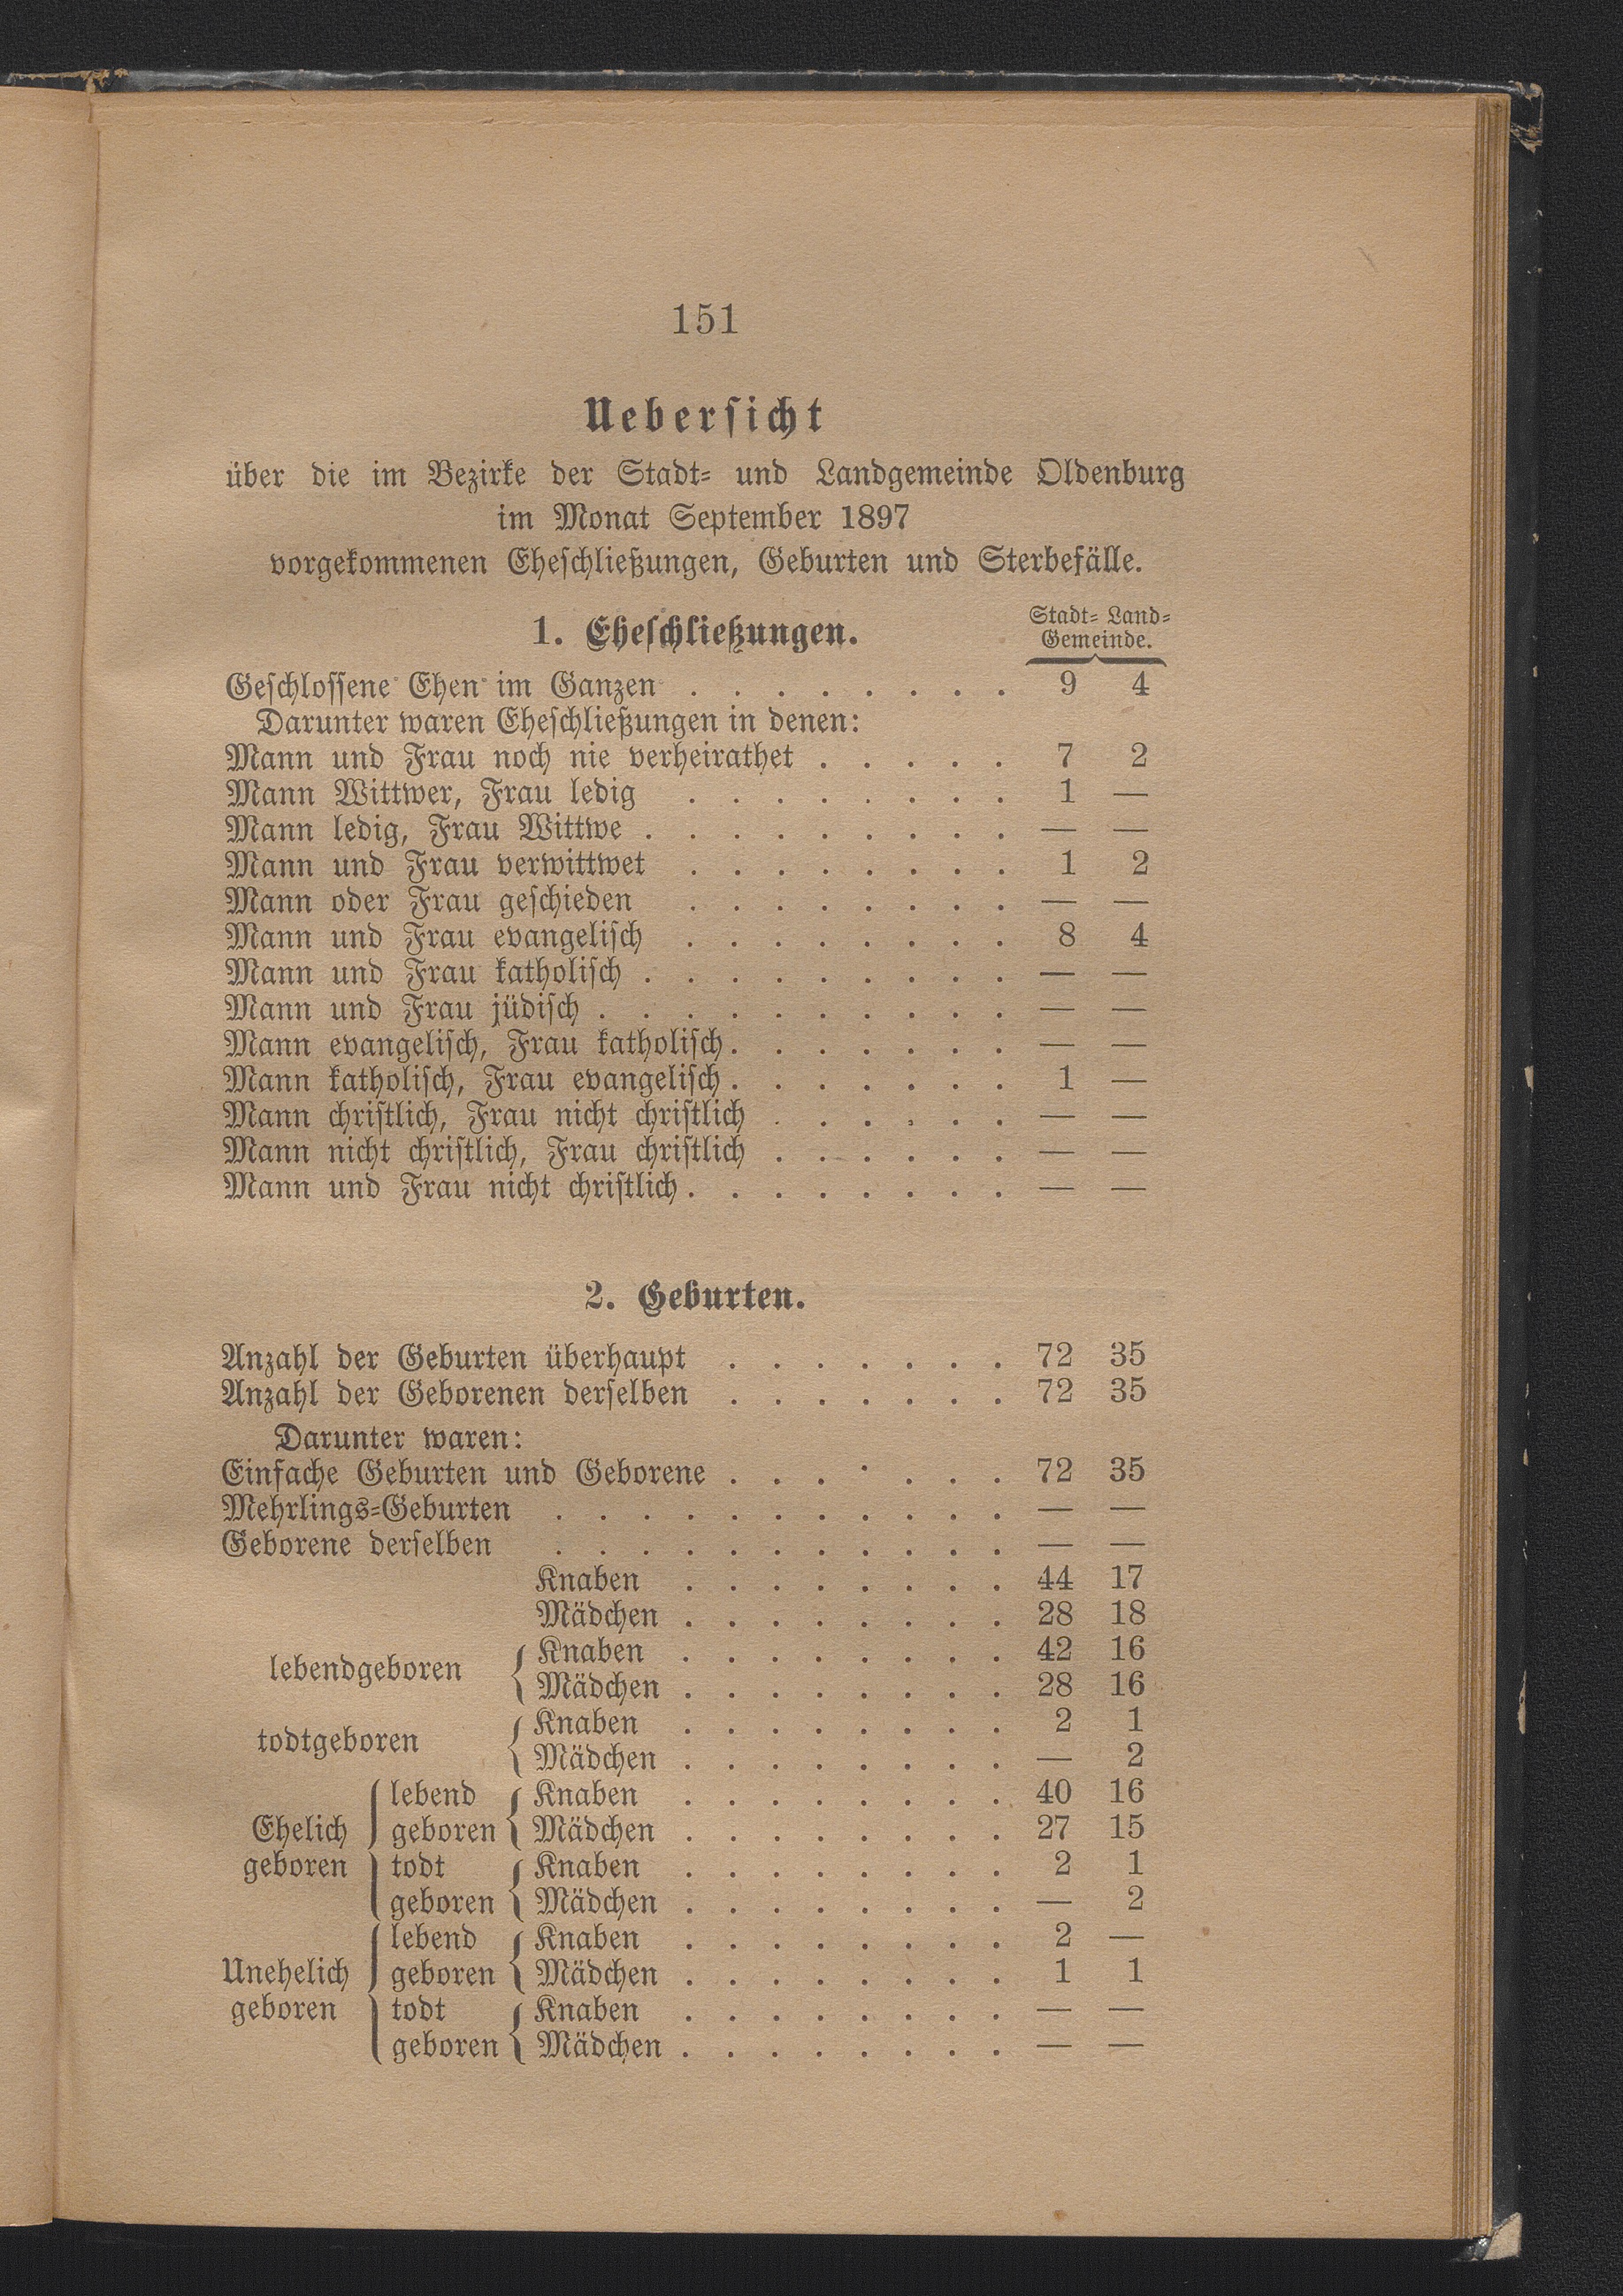 151
Uebersicht
über die im Bezirke der Stadt- und Landgemeinde Oldenburg
im Monat September 1897
vorgekommenen Eheschließungen, Geburten und Sterbefälle.
1. Eheschließungen.
Stadt- Land-
Gemeinde.
Geschlossene Ehen im Ganzen . . . . . . . . 9 4
Darunter waren Eheschließungen in denen:
Mann und Frau noch nie verheirathet . . . . . 7 2
Mann Wittwer, Frau ledig . . . . . . . . 1 —
Mann ledig, Frau Wittwe . . . . . . . . . — —
Mann und Frau verwittwet . . . . . . . . 1 2
Mann oder Frau geschieden . . . . . . . . — —
Mann und Frau evangelisch . . . . . . . . 8 4
Mann und Frau katholisch . . . . . . . . . — —
Mann und Frau jüdisch . . . . . . . . . . — —
Mann evangelisch, Frau katholisch . . . . . . . — —
Mann katholisch, Frau evangelisch . . . . . . . 1 —
Mann christlich, Frau nicht christlich . . . . . . — —
Mann nicht christlich, Frau christlich . . . . . . — —
Mann und Frau nicht christlich . . . . . . . . — —
2. Geburten.
Anzahl der Geburten überhaupt . . . . . . . 72 35
Anzahl der Geborenen derselben . . . . . . . 72 35
Darunter waren:
Einfache Geburten und Geborene . . . . . . . 72 35
Mehrlings-Geburten . . . . . . . . . . . — —
Geborene derselben . . . . . . . . . . . — —
Knaben . . . . . . . . 44 17
Mädchen . . . . . . . . 28 18
lebendgeboren { Knaben . . . . . . . . 42 16
Mädchen . . . . . . . . 28 16
todtgeboren { Knaben . . . . . . . . 2 1
Mädchen . . . . . . . . — 2
lebend { Knaben . . . . . . . . 40 16
Ehelich geboren Mädchen . . . . . . . . 27 15
geboren todt { Knaben . . . . . . . . 2 1
geboren Mädchen . . . . . . . . — 2
lebend { Knaben . . . . . . . . 2 —
Unehelich geboren Mädchen . . . . . . . . 1 1
geboren todt { Knaben . . . . . . . . — —
geboren Mädchen . . . . . . . . — —